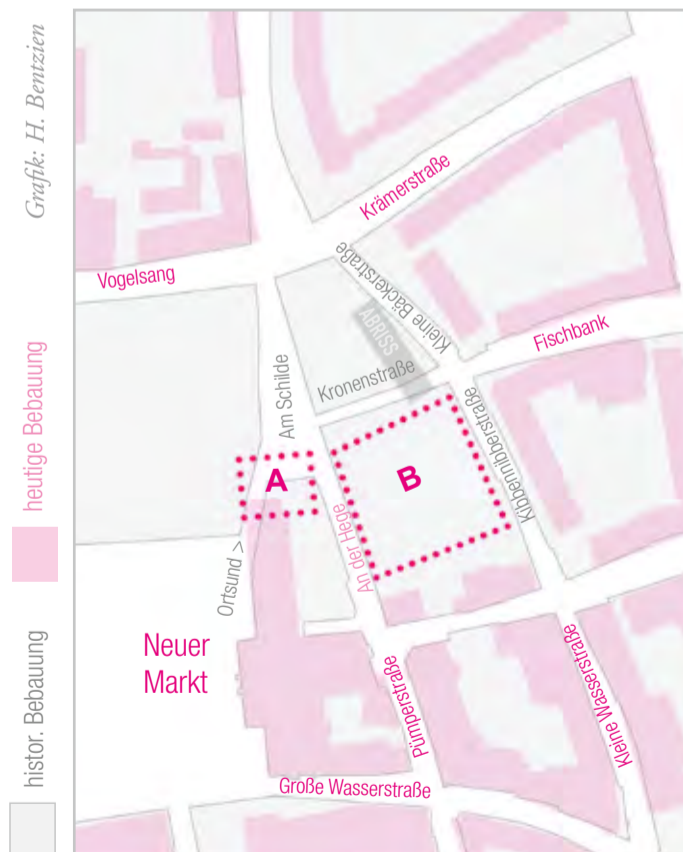 Grafik: H. Bentzien
heutige Bebauung
histor. Bebauung
Krämerstraße
Vogelsang
Kleine Bäckerstraße
ABRISS
Fischbank
Am Schilde
Kronenstraße
Kibbennibberstraße
A
B
An der Hege
Ortsund >
Neuer
Markt
Pümperstraße
Kleine Wasserstraße
Große Wasserstraße